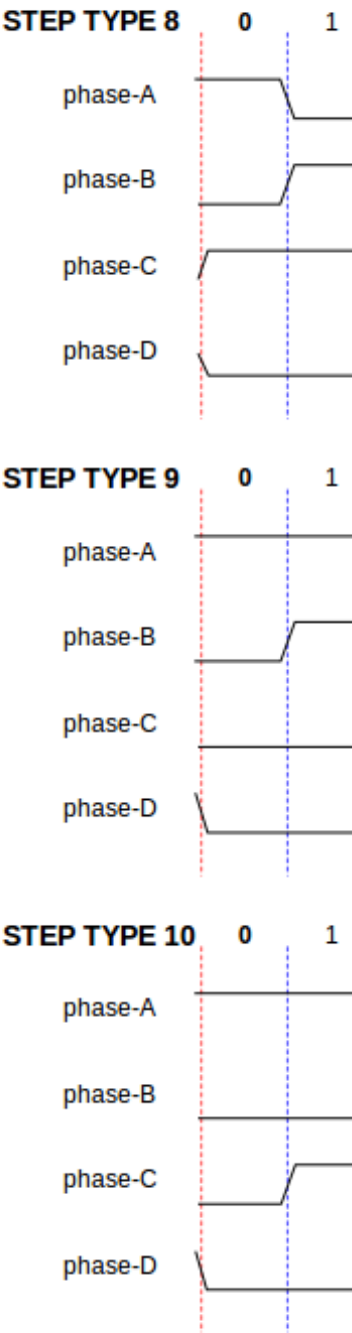 STEP TYPE 8 0 1
phase-A
phase-B
phase-C
phase-D
STEP TYPE 9 0 1
phase-A
phase-B
phase-C
phase-D
STEP TYPE 10 0 1
phase-A
phase-B
phase-C
phase-D